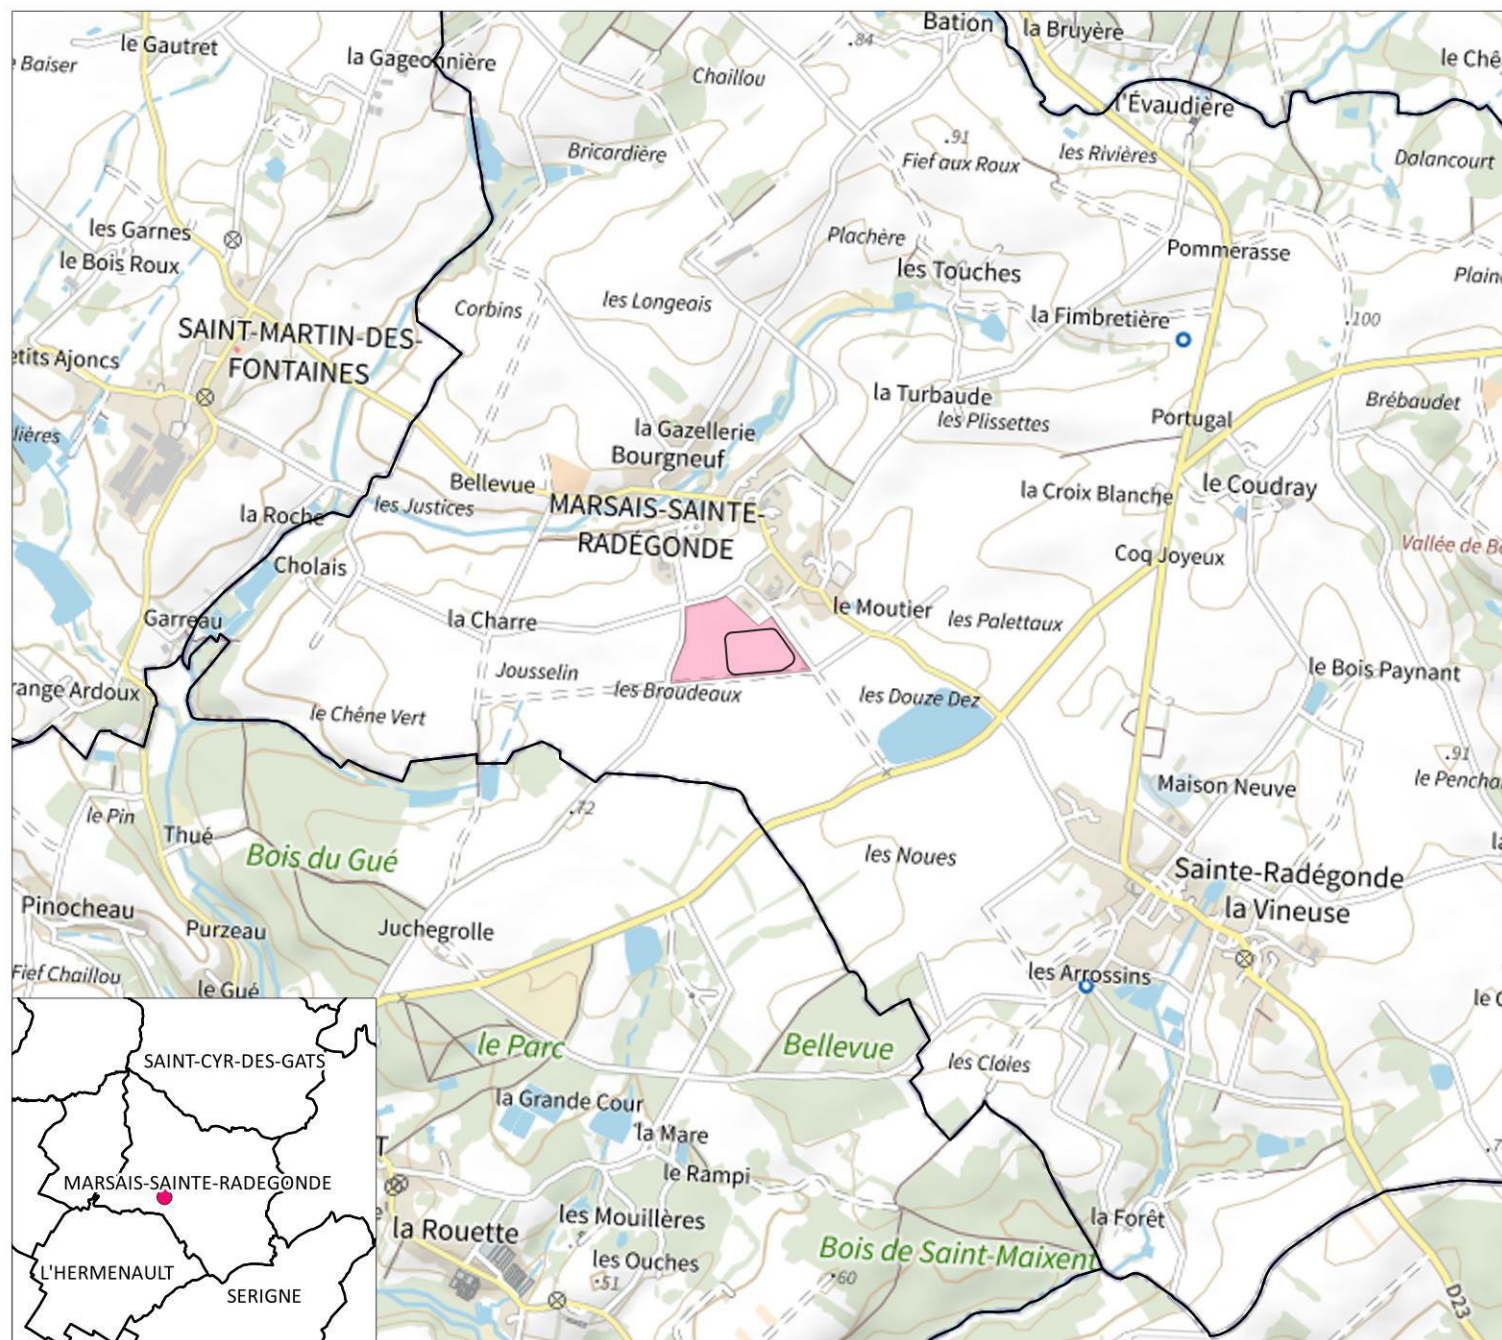 Bation
la Bruyère
le Gautret
la Gageonnière
.84
le Chê
Baiser
Chaillou
l'Évaudière
.91
Bricardière
Fief aux Roux
les Rivières
Dalancourt
les Garnes
Plachère
Pommerasse
le Bois Roux
les Touches
Plain
Corbins
les Longeais
la Fimbretière
.100
SAINT-MARTIN-DES-
FONTAINES
etits Ajoncs
la Turbaude
Brébaudet
les Plissettes
Portugal
la Gazellerie
Bourgneuf
lières
Bellevue
le Coudray
la Croix Blanche
les Justices
MARSAIS-SAINTE-
RADÉGONDE
la Roche
Vallée de B
Coq Joyeux
Cholais
Garreau
la Charre
le Moutier
les Palettaux
Jousselin
le Bois Paynant
range Ardoux
les Braudeaux
les Douze Dez
le Chêne Vert
.91
le Pencha
Maison Neuve
.72
le Pin
Thué
les Noues
Bois du Gué
Sainte-Radégonde
la Vineuse
Pinocheau
Purzeau
Juchegrolle
Fief Chaillou
les Arrossins
le Gué
le Parc
Bellevue
les Claies
la Grande Cour
la Mare
T
le Rampi
les Mouillères
la Rouette
la Forêt
Bois de Saint-Maixent
les Ouches
.51
.60
D23
SAINT-CYR-DES-GATS
MARSAIS-SAINTE-RADEGONDE
L'HERMENAULT
SERIGNE